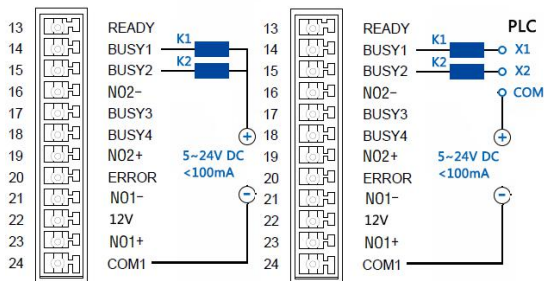 13 READY
14 BUSY1 K1
15 BUSY2 K2
16 NO2-
17 BUSY3
18 BUSY4
19 NO2+ 5~24V DC
20 ERROR <100mA
21 NO1-
22 12V
23 NO1+
24 COM1
13 READY PLC
14 BUSY1 K1 X1
15 BUSY2 K2 X2
16 NO2- COM
17 BUSY3
18 BUSY4 +
19 NO2+ 5~24V DC
20 ERROR <100mA
21 NO1- −
22 12V
23 NO1+
24 COM1